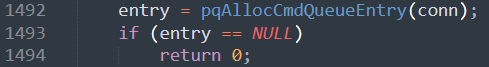 1492 entry = pqAllocCmdQueueEntry(conn);
1493 if (entry == NULL)
1494 return 0;